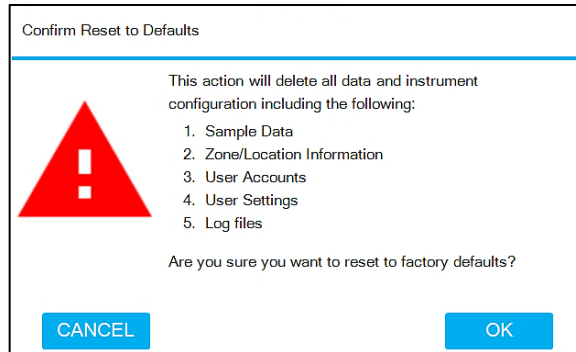 Confirm Reset to Defaults
This action will delete all data and instrument
configuration including the following:
1. Sample Data
2. Zone/Location Information
3. User Accounts
4. User Settings
5. Log files
Are you sure you want to reset to factory defaults?
CANCEL
OK